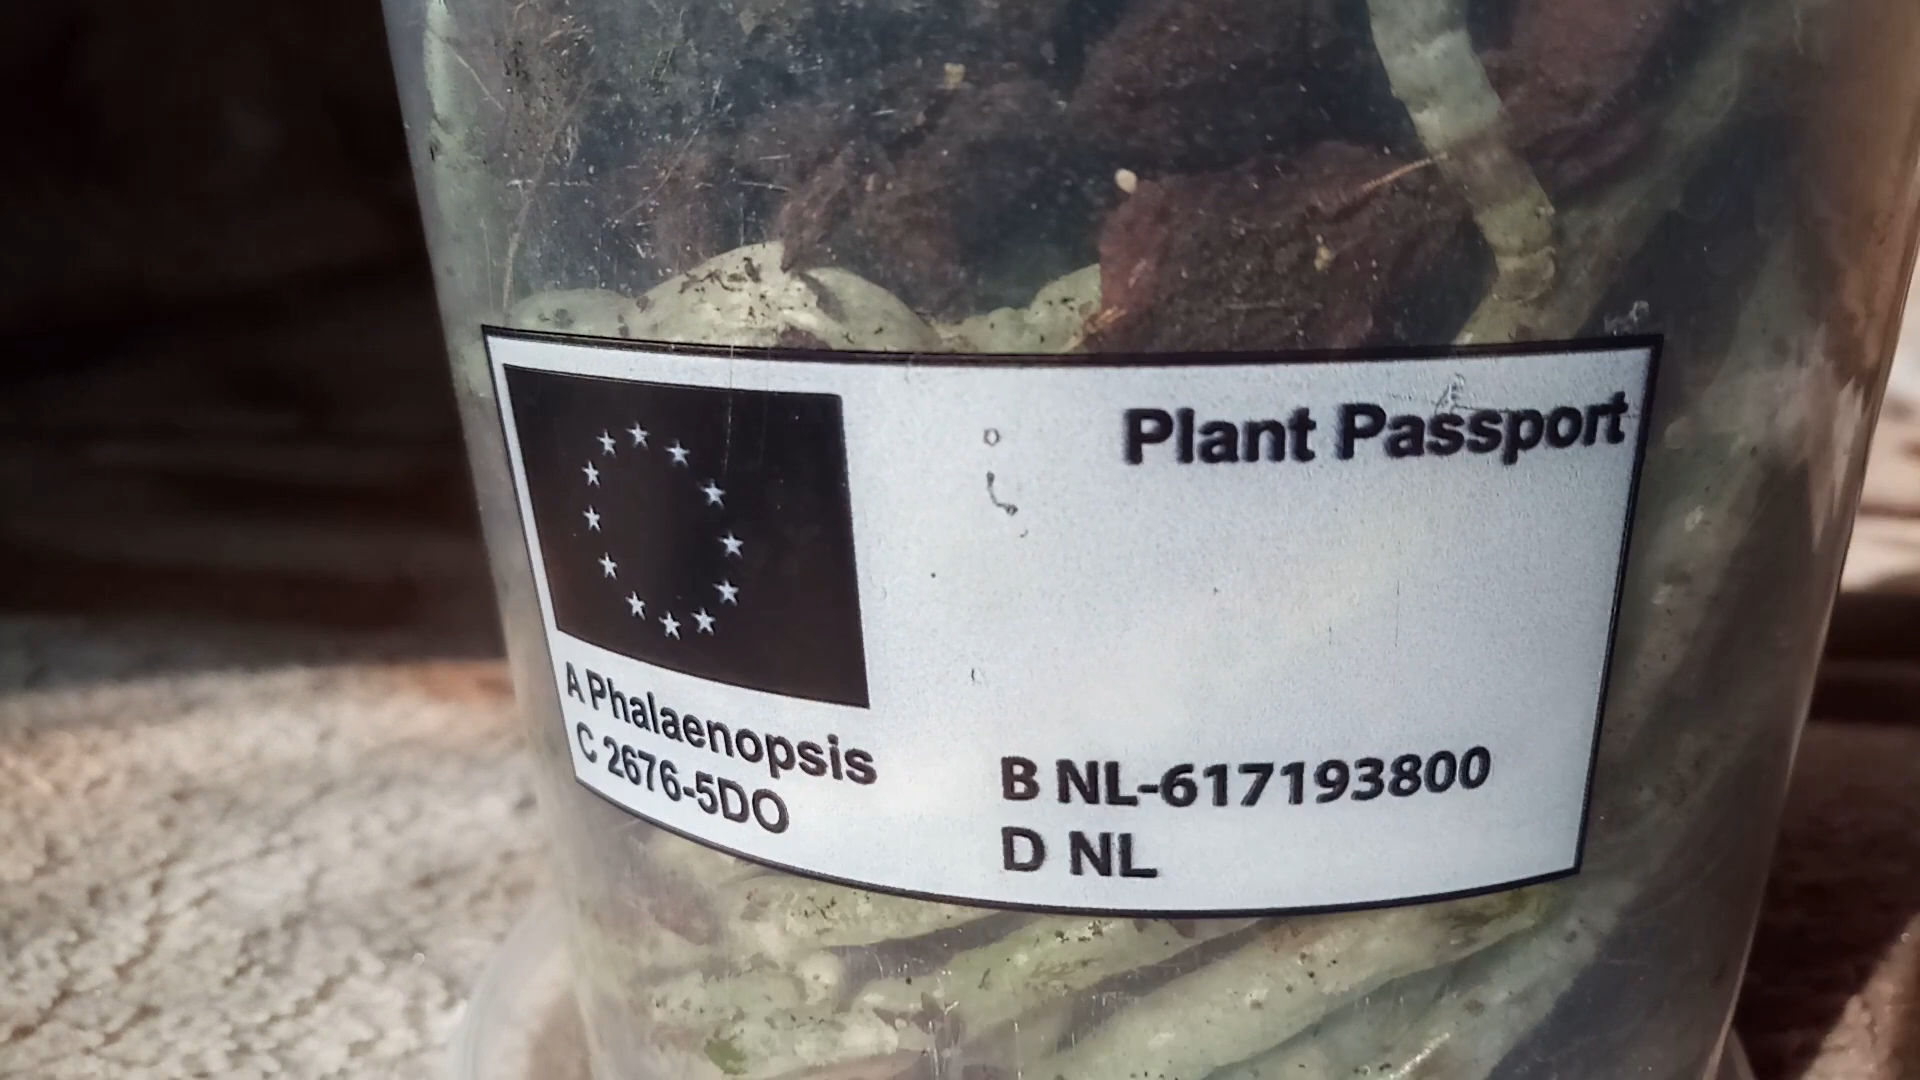 Plant Passport
A Phalaenopsis
C 2676-5DO
B NL-617193800
D NL